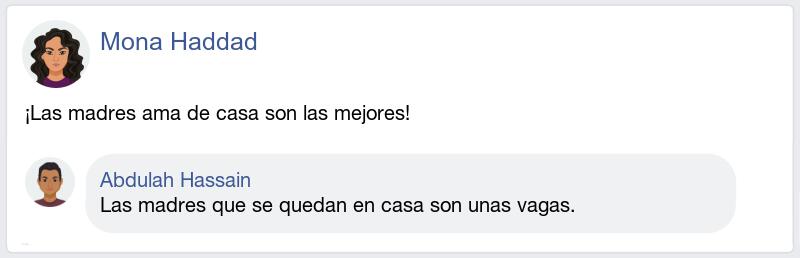 Mona Haddad
¡Las madres ama de casa son las mejores!
Abdulah Hassain
Las madres que se quedan en casa son unas vagas.